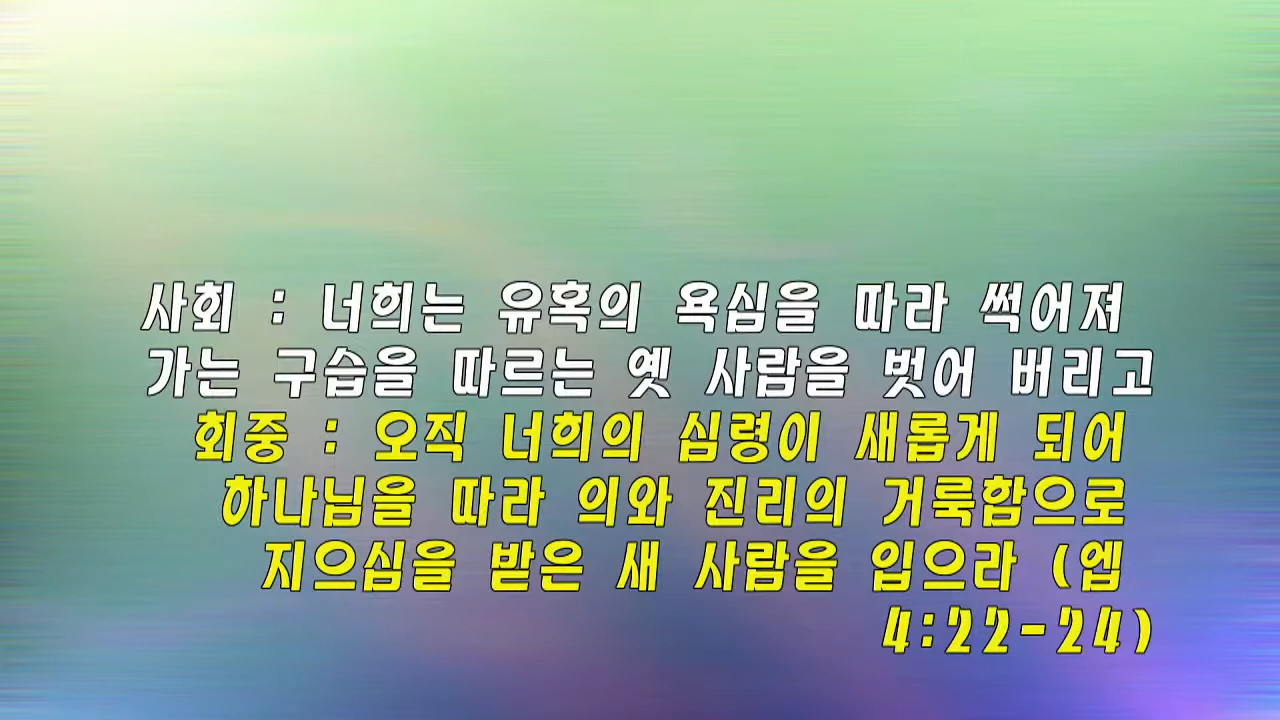 사회 : 너희는 유혹의 욕심을 따라 썩어져
가는 구습을 따르는 옛 사람을 벗어 버리고
회중 : 오직 너희의 심령이 새롭게 되어
하나님을 따라 의와 진리의 거룩함으로
지으심을 받은 새 사람을 입으라 (엡
4:22-24)